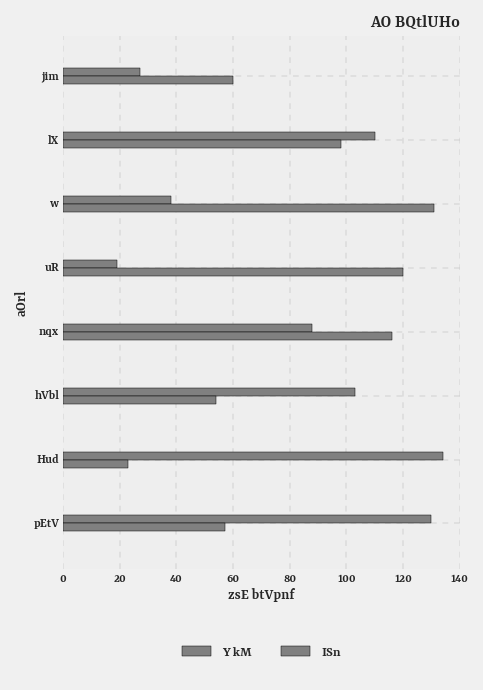 AO BQtlUHo
jim
lX
w
uR
nqx
hVbl
Hud
pEtV
aOrl
0 20 40 60 80 100 120 140
zsE btVpnf
Y kM ISn